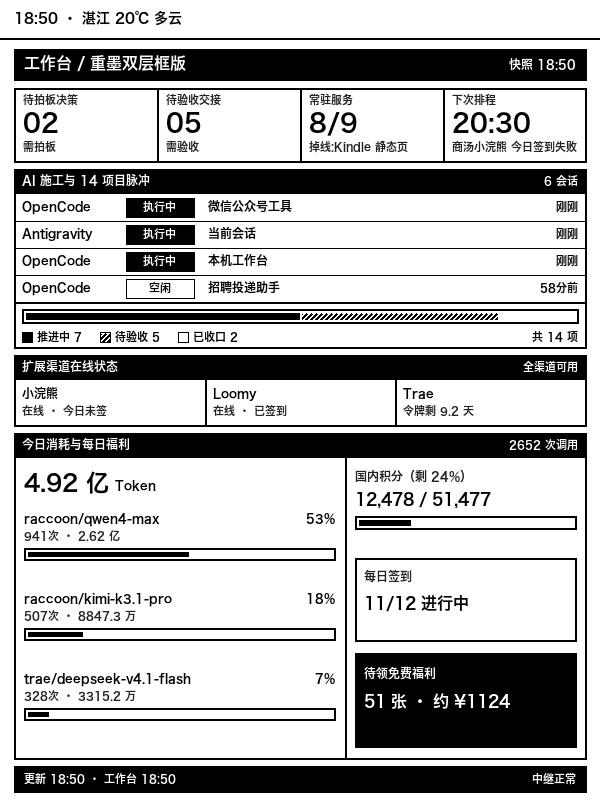 18:50 · 湛江 20℃ 多云
工作台 / 重墨双层框版 快照 18:50
待拍板决策 待验收交接 常驻服务 下次排程
02 05 8/9 20:30
需拍板 需验收 掉线:Kindle 静态页 商汤小浣熊 今日签到失败
AI 施工与 14 项目脉冲 6 会话
OpenCode 执行中 微信公众号工具 刚刚
Antigravity 执行中 当前会话 刚刚
OpenCode 执行中 本机工作台 刚刚
OpenCode 空闲 招聘投递助手 58分前
推进中 7 待验收 5 已收口 2 共 14 项
扩展渠道在线状态 全渠道可用
小浣熊 Loomy Trae
在线 · 今日未签 在线 · 已签到 令牌剩 9.2 天
今日消耗与每日福利 2652 次调用
4.92 亿 Token
raccoon/qwen4-max 53%
941次 · 2.62 亿
raccoon/kimi-k3.1-pro 18%
507次 · 8847.3 万
trae/deepseek-v4.1-flash 7%
328次 · 3315.2 万
国内积分（剩 24%）
12,478 / 51,477
每日签到
11/12 进行中
待领免费福利
51 张 · 约 ¥1124
更新 18:50 · 工作台 18:50 中继正常